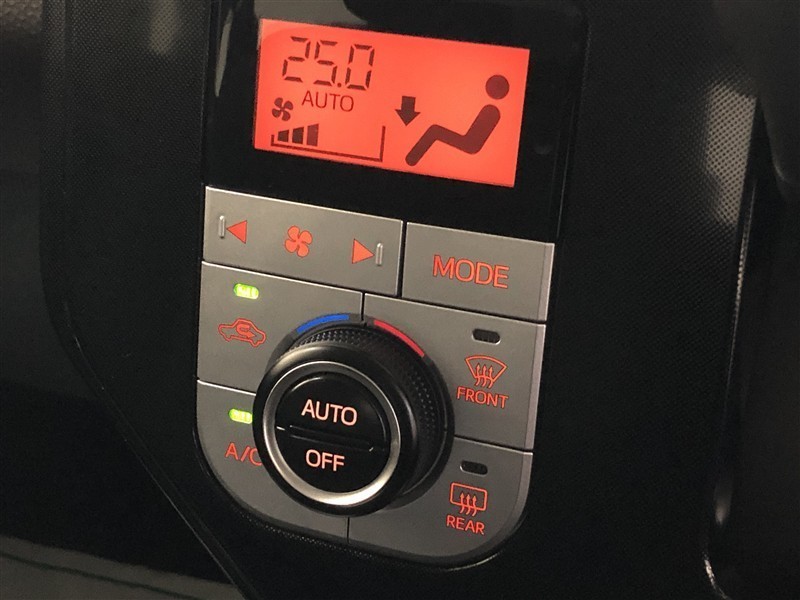 25.0
AUTO
MODE
FRONT
AUTO
OFF
A/C
REAR